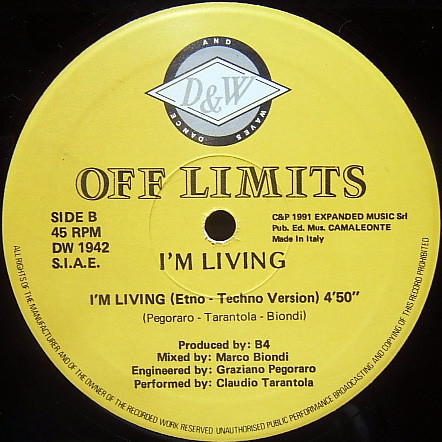 AND
D&W
DANCE WAVES
OFF LIMITS
SIDE B
45 RPM
DW 1942
S.I.A.E.
C&P 1991 EXPANDED MUSIC Srl
Pub. Ed. Mus. CAMALEONTE
Made in Italy
I'M LIVING
I'M LIVING (Etno - Techno Version) 4'50"
(Pegoraro - Tarantola - Biondi)
Produced by: B4
Mixed by: Marco Biondi
Engineered by: Graziano Pegoraro
Performed by: Claudio Tarantola
ALL RIGHTS OF THE MANUFACTURER AND OF THE OWNER OF THE RECORDED WORK RESERVED UNAUTHORISED PUBLIC PERFORMANCE BROADCASTING AND COPYING OF THIS RECORD PROHIBITED